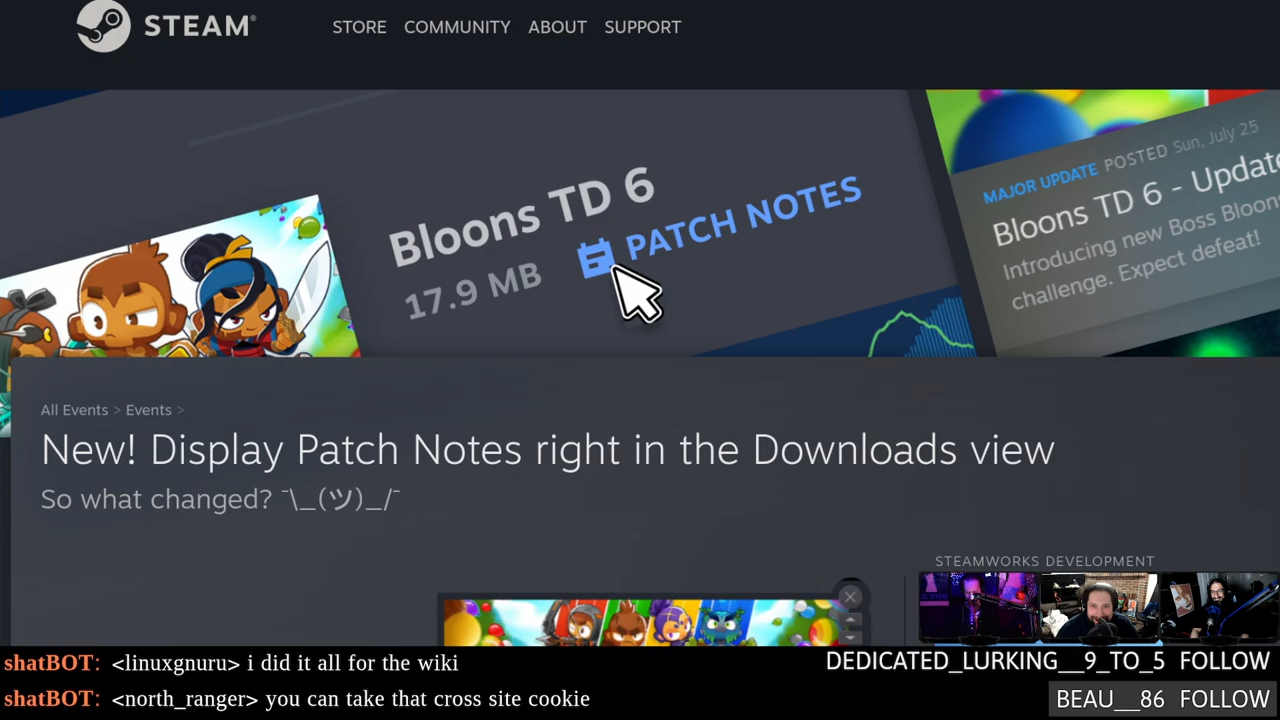 STEAM®
STORE COMMUNITY ABOUT SUPPORT
Bloons TD 6
17.9 MB PATCH NOTES
MAJOR UPDATE POSTED Sun, July 25
Bloons TD 6 - Update
Introducing new Boss Bloon
challenge. Expect defeat!
All Events > Events >
New! Display Patch Notes right in the Downloads view
So what changed? ¯\_(ツ)_/¯
STEAMWORKS DEVELOPMENT
shatBOT: <linuxgnuru> i did it all for the wiki
DEDICATED_LURKING__9_TO_5 FOLLOW
shatBOT: <north_ranger> you can take that cross site cookie
BEAU__86 FOLLOW